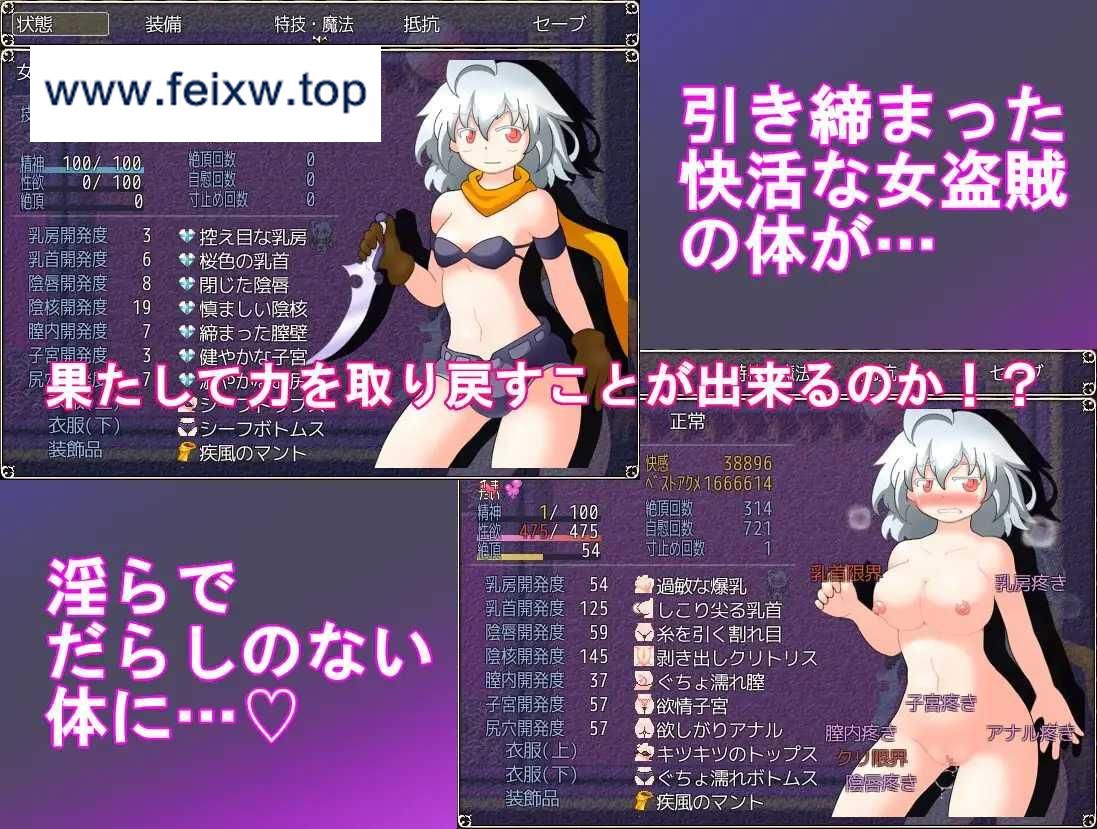 状態 装備 特技・魔法 抵抗 セーブ
女
www.feixw.top
技
精神 100/ 100 絶頂回数 0
性欲 0/ 100 自慰回数 0
絶頂 0 寸止め回数 0
乳房開発度 3 控え目な乳房
乳首開発度 6 桜色の乳首
陰唇開発度 8 閉じた陰唇
陰核開発度 19 慎ましい陰核
膣内開発度 7 締まった膣壁
子宮開発度 3 健やかな子宮
尻穴開発度 7
シーフトップス
衣服(下) シーフボトムス
装飾品 疾風のマント
引き締まった
快活な女盗賊
の体が…
果たして力を取り戻すことが出来るのか！？
淫らで
だらしのない
体に…♡
セーブ
正常
快感 38896
ベストアクメ 1666614
精神 1/ 100 絶頂回数 314
性欲 475/ 475 自慰回数 721
絶頂 54 寸止め回数 1
乳房開発度 54 過敏な爆乳
乳首開発度 125 しこり尖る乳首
陰唇開発度 59 糸を引く割れ目
陰核開発度 145 剥き出しクリトリス
膣内開発度 37 ぐちょ濡れ膣
子宮開発度 57 欲情子宮
尻穴開発度 57 欲しがりアナル
衣服(上) キツキツのトップス
衣服(下) ぐちょ濡れボトムス
装飾品 疾風のマント
乳首限界
乳房疼き
子宮疼き
膣内疼き
アナル疼き
クリ限界
陰唇疼き